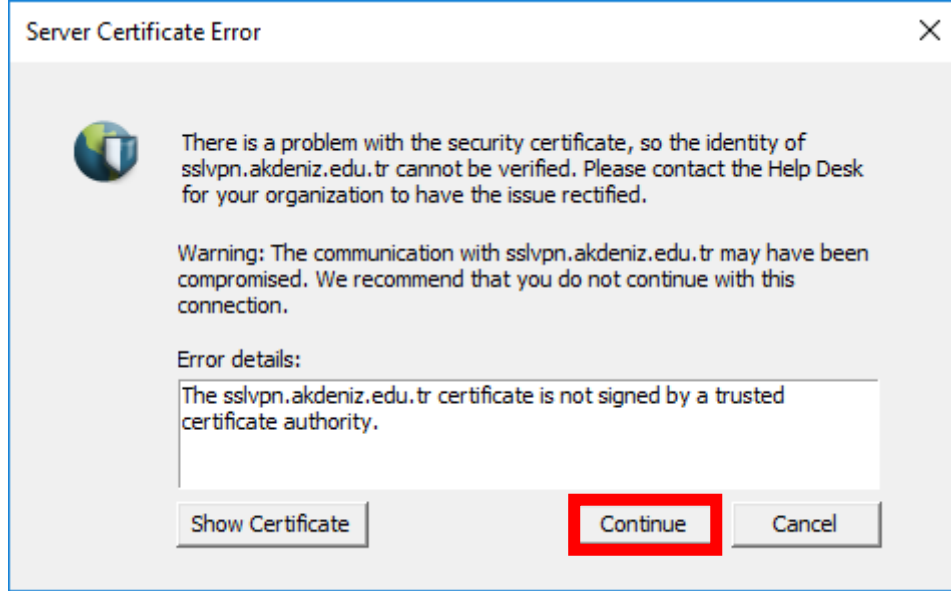 Server Certificate Error
There is a problem with the security certificate, so the identity of
sslvpn.akdeniz.edu.tr cannot be verified. Please contact the Help Desk
for your organization to have the issue rectified.
Warning: The communication with sslvpn.akdeniz.edu.tr may have been
compromised. We recommend that you do not continue with this
connection.
Error details:
The sslvpn.akdeniz.edu.tr certificate is not signed by a trusted
certificate authority.
Show Certificate Continue Cancel